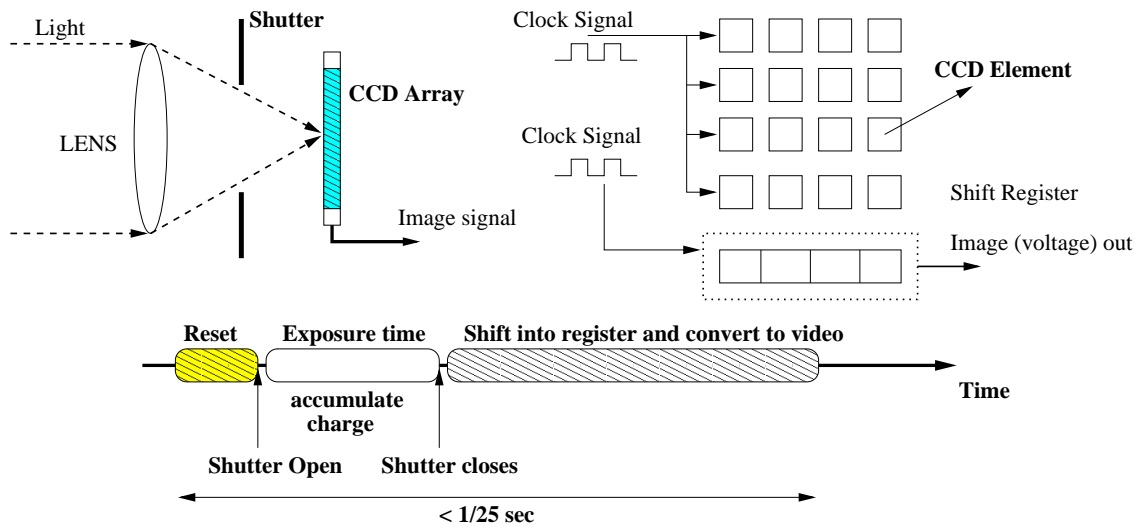 Light
Shutter
LENS
CCD Array
Image signal
Clock Signal
CCD Element
Clock Signal
Shift Register
Image (voltage) out
Reset
Exposure time
Shift into register and convert to video
Time
accumulate
charge
Shutter Open
Shutter closes
< 1/25 sec